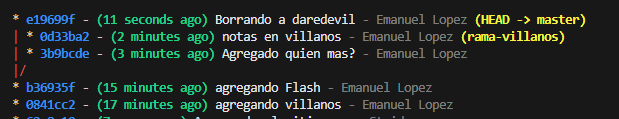 * e19699f - (11 seconds ago) Borrando a daredevil - Emanuel Lopez (HEAD -> master)
| * 0d33ba2 - (2 minutes ago) notas en villanos - Emanuel Lopez (rama-villanos)
| * 3b9bcde - (3 minutes ago) Agregado quien mas? - Emanuel Lopez
|/
* b36935f - (15 minutes ago) agregando Flash - Emanuel Lopez
* 0841cc2 - (17 minutes ago) agregando villanos - Emanuel Lopez